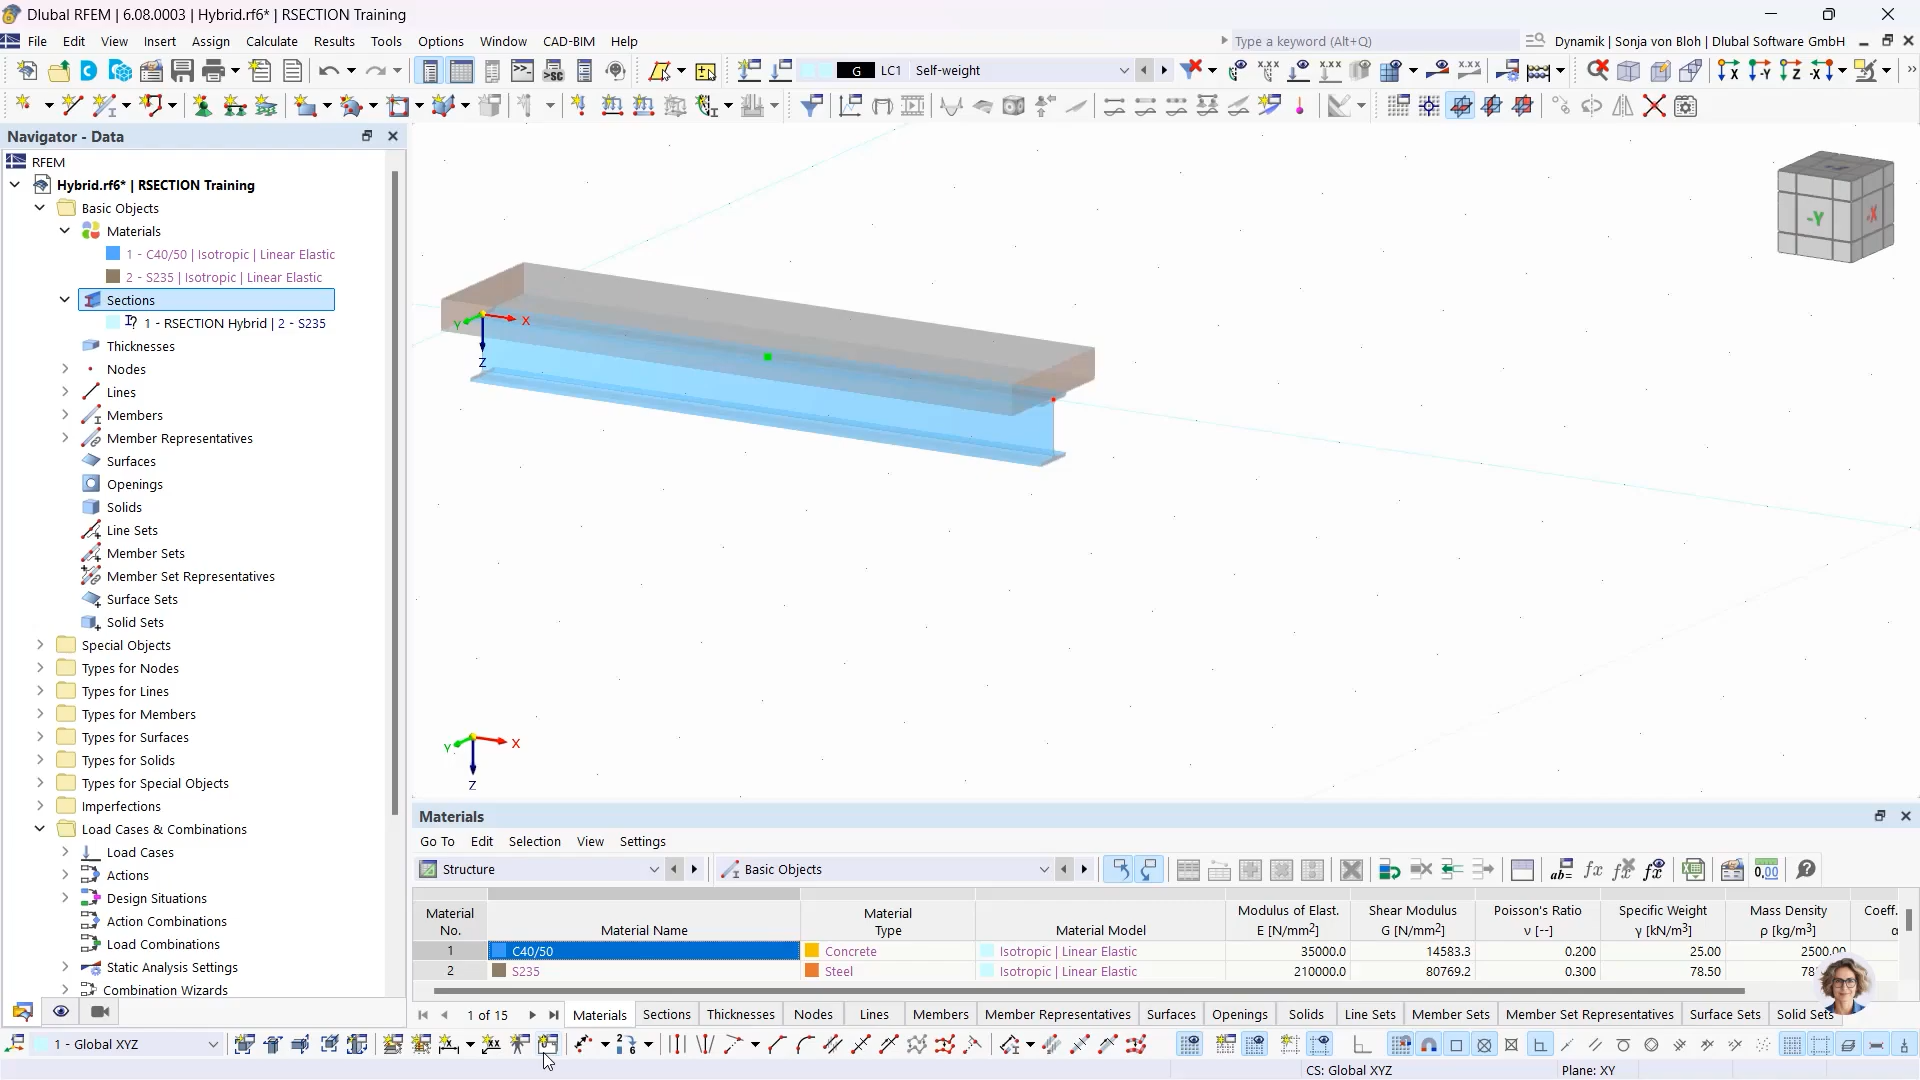 Dlubal RFEM | 6.08.0003 | Hybrid.rf6* | RSECTION Training
File Edit View Insert Assign Calculate Results Tools Options Window CAD-BIM Help
Type a keyword (Alt+Q)
Dynamik | Sonja von Bloh | Dlubal Software GmbH
G LC1 Self-weight
Navigator - Data
RFEM
Hybrid.rf6* | RSECTION Training
Basic Objects
Materials
1 - C40/50 | Isotropic | Linear Elastic
2 - S235 | Isotropic | Linear Elastic
Sections
1 - RSECTION Hybrid | 2 - S235
Thicknesses
Nodes
Lines
Members
Member Representatives
Surfaces
Openings
Solids
Line Sets
Member Sets
Member Set Representatives
Surface Sets
Solid Sets
Special Objects
Types for Nodes
Types for Lines
Types for Members
Types for Surfaces
Types for Solids
Types for Special Objects
Imperfections
Load Cases & Combinations
Load Cases
Actions
Design Situations
Action Combinations
Load Combinations
Static Analysis Settings
Combination Wizards
Y X
Z
-Y -X
Y X
Z
Materials
Go To Edit Selection View Settings
Structure
Basic Objects
Material No. Material Name Material Type Material Model Modulus of Elast. E [N/mm²] Shear Modulus G [N/mm²] Poisson's Ratio ν [--] Specific Weight γ [kN/m³] Mass Density ρ [kg/m³] Coeff. α
1 C40/50 Concrete Isotropic | Linear Elastic 35000.0 14583.3 0.200 25.00 2500.00
2 S235 Steel Isotropic | Linear Elastic 210000.0 80769.2 0.300 78.50 78
1 of 15 Materials Sections Thicknesses Nodes Lines Members Member Representatives Surfaces Openings Solids Line Sets Member Sets Member Set Representatives Surface Sets Solid Sets
1 - Global XYZ
CS: Global XYZ
Plane: XY